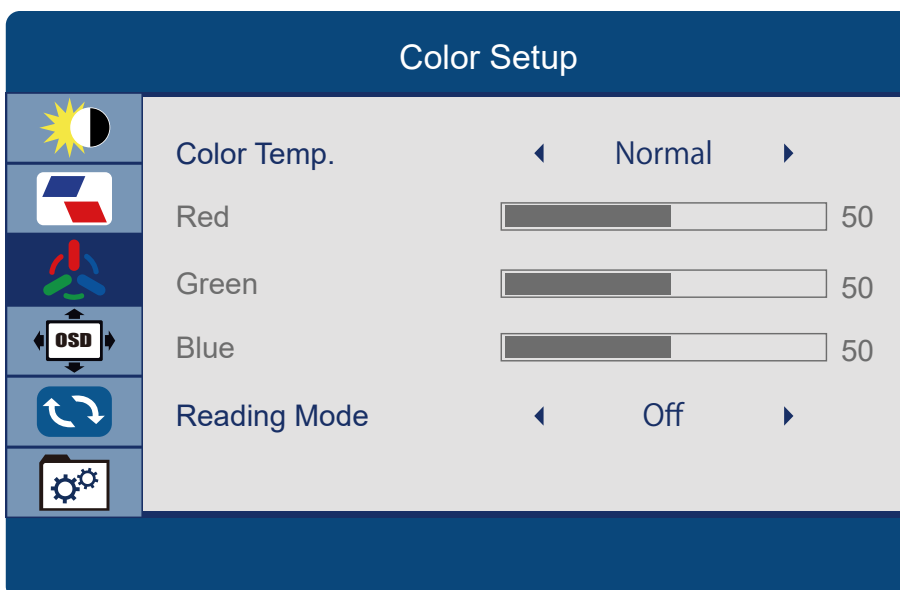 Color Setup
Color Temp. Normal
Red 50
Green 50
OSD
Blue 50
Reading Mode Off